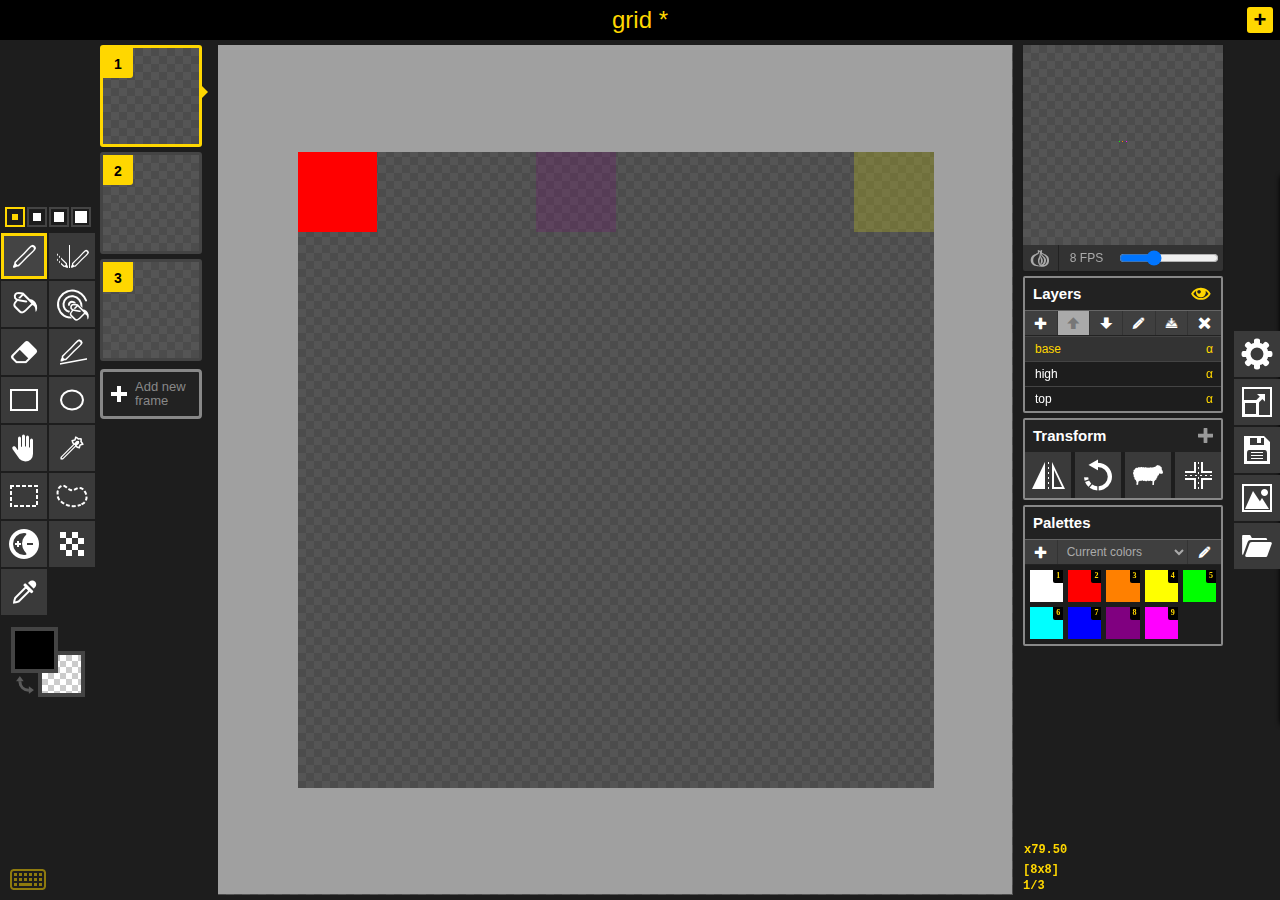 grid *
1
2
3
Add new
frame
8 FPS
Layers
base α
high α
top α
Transform
Palettes
Current colors
1 2 3 4 5
6 7 8 9
x79.50
[8x8]
1/3